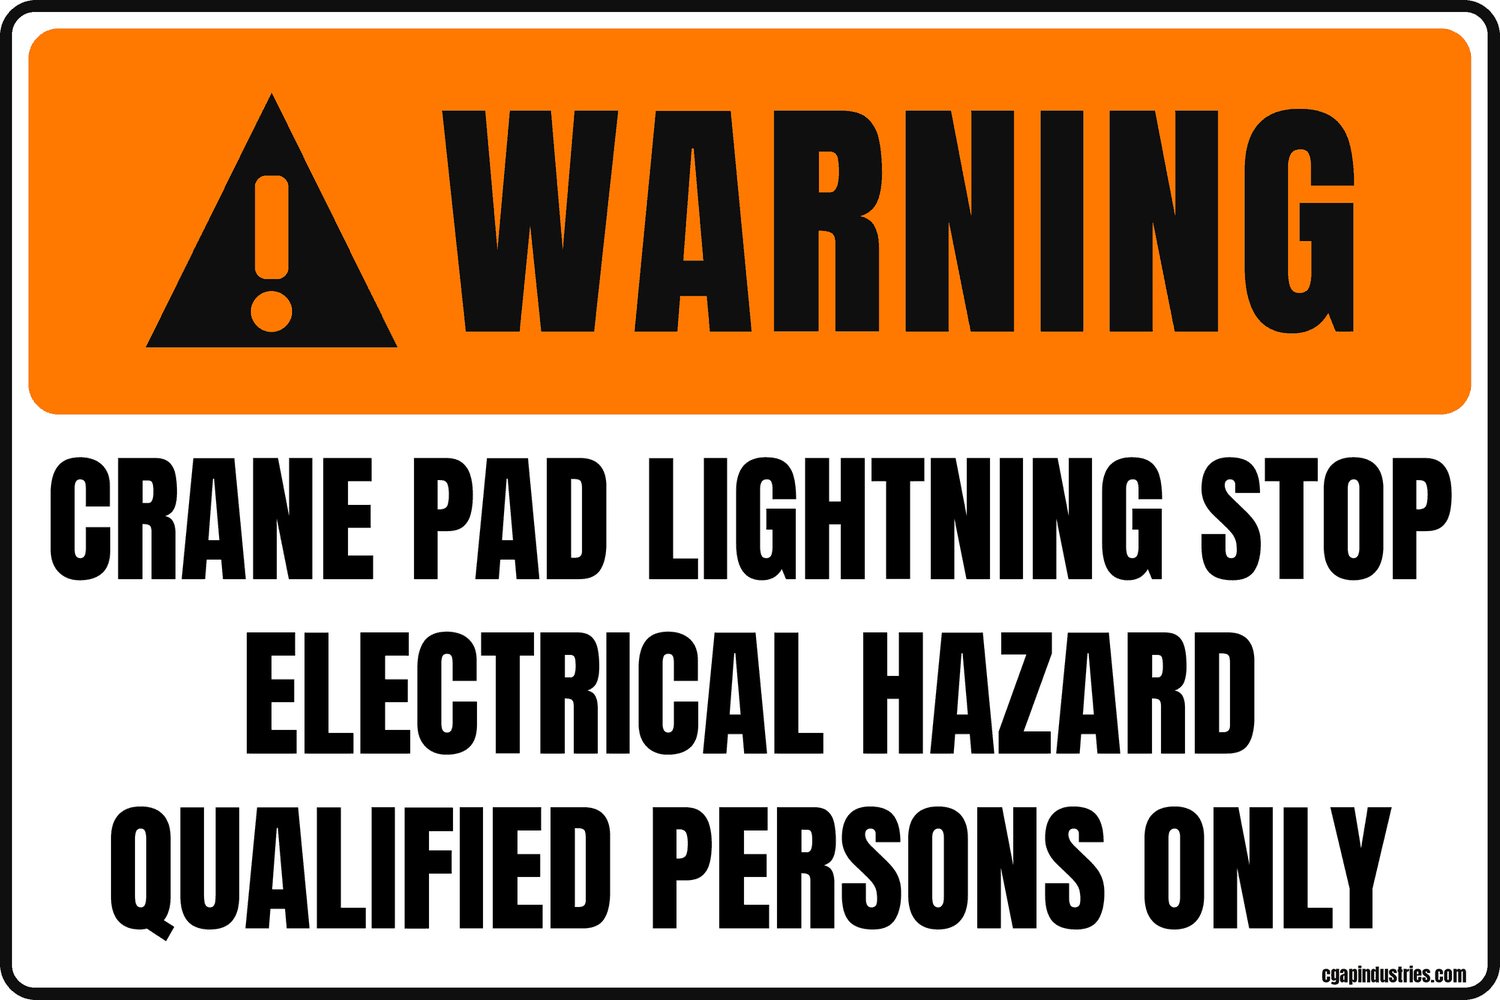 WARNING
CRANE PAD LIGHTNING STOP
ELECTRICAL HAZARD
QUALIFIED PERSONS ONLY
cgapindustries.com